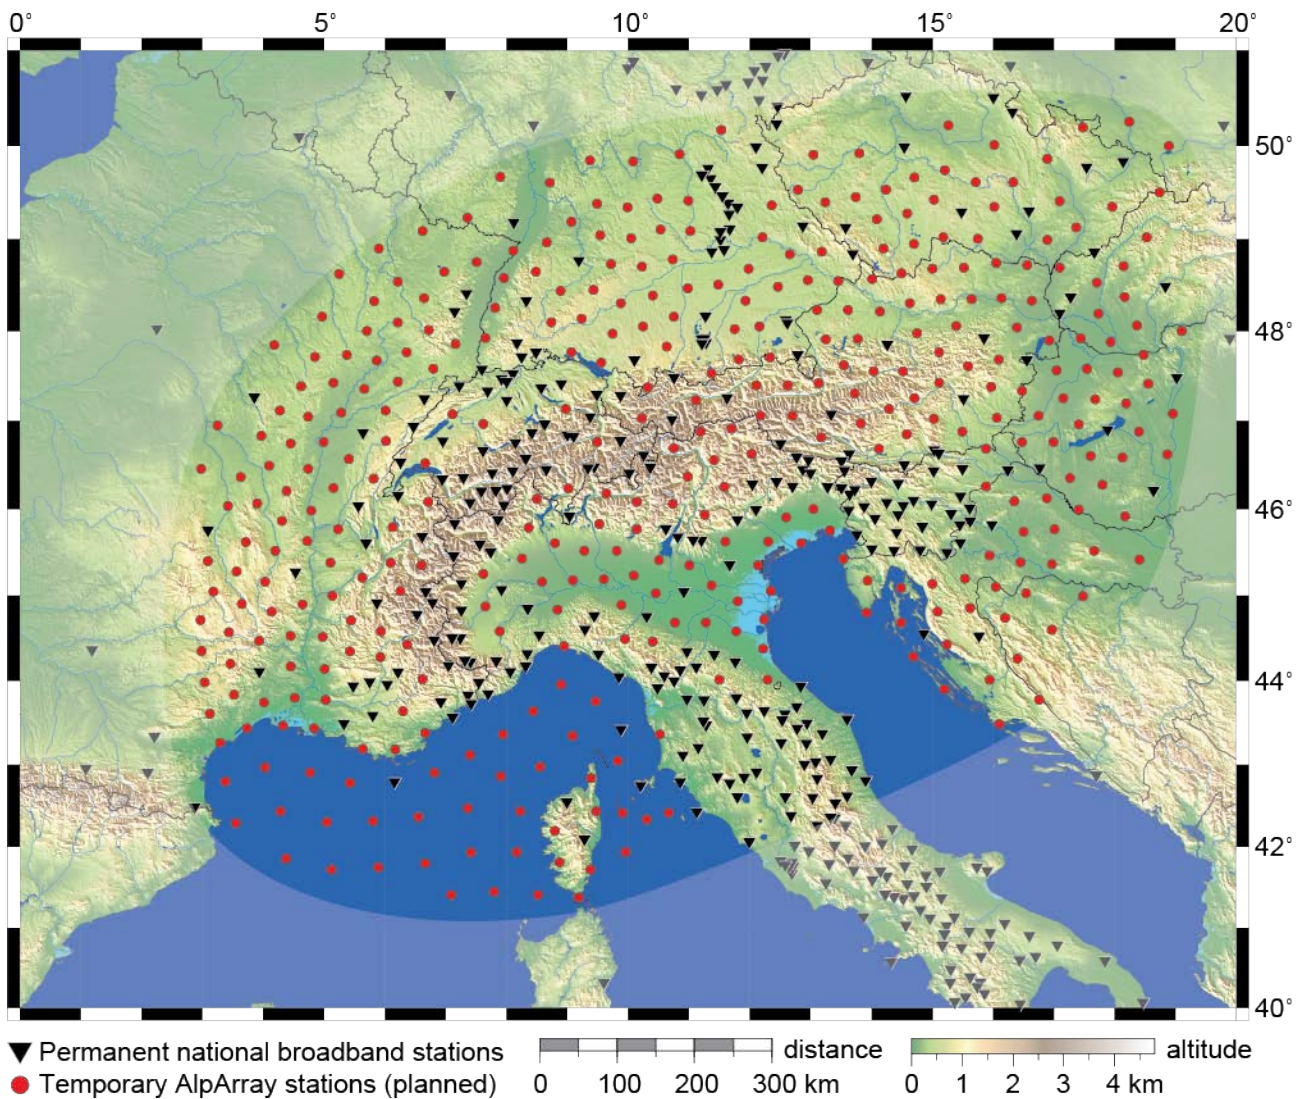 0° 5° 10° 15° 20°
50°
48°
46°
44°
42°
40°
Permanent national broadband stations
distance
altitude
Temporary AlpArray stations (planned)
0 100 200 300 km
0 1 2 3 4 km